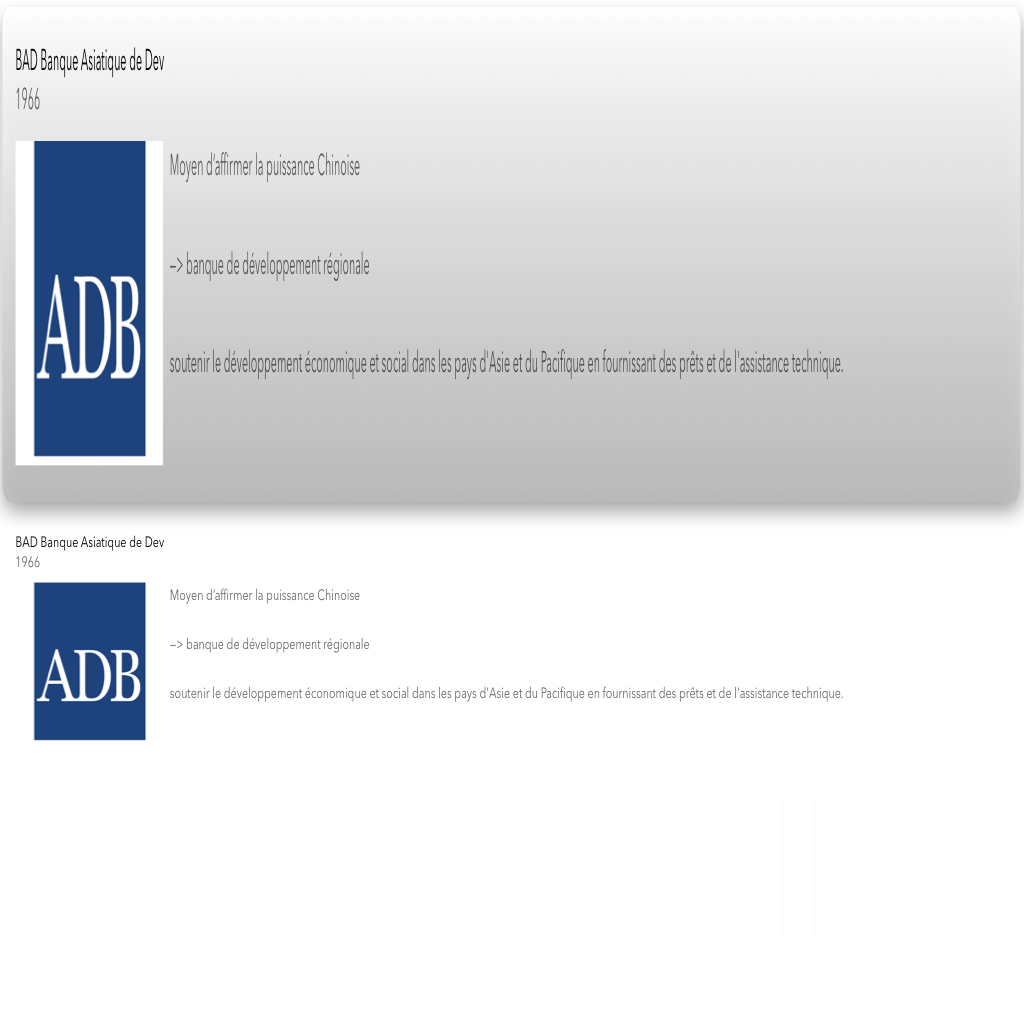 BAD Banque Asiatique de Dev
1966
Moyen d’affirmer la puissance Chinoise
–> banque de développement régionale
ADB
soutenir le développement économique et social dans les pays d'Asie et du Pacifique en fournissant des prêts et de l'assistance technique.
BAD Banque Asiatique de Dev
1966
Moyen d’affirmer la puissance Chinoise
–> banque de développement régionale
ADB
soutenir le développement économique et social dans les pays d'Asie et du Pacifique en fournissant des prêts et de l'assistance technique.